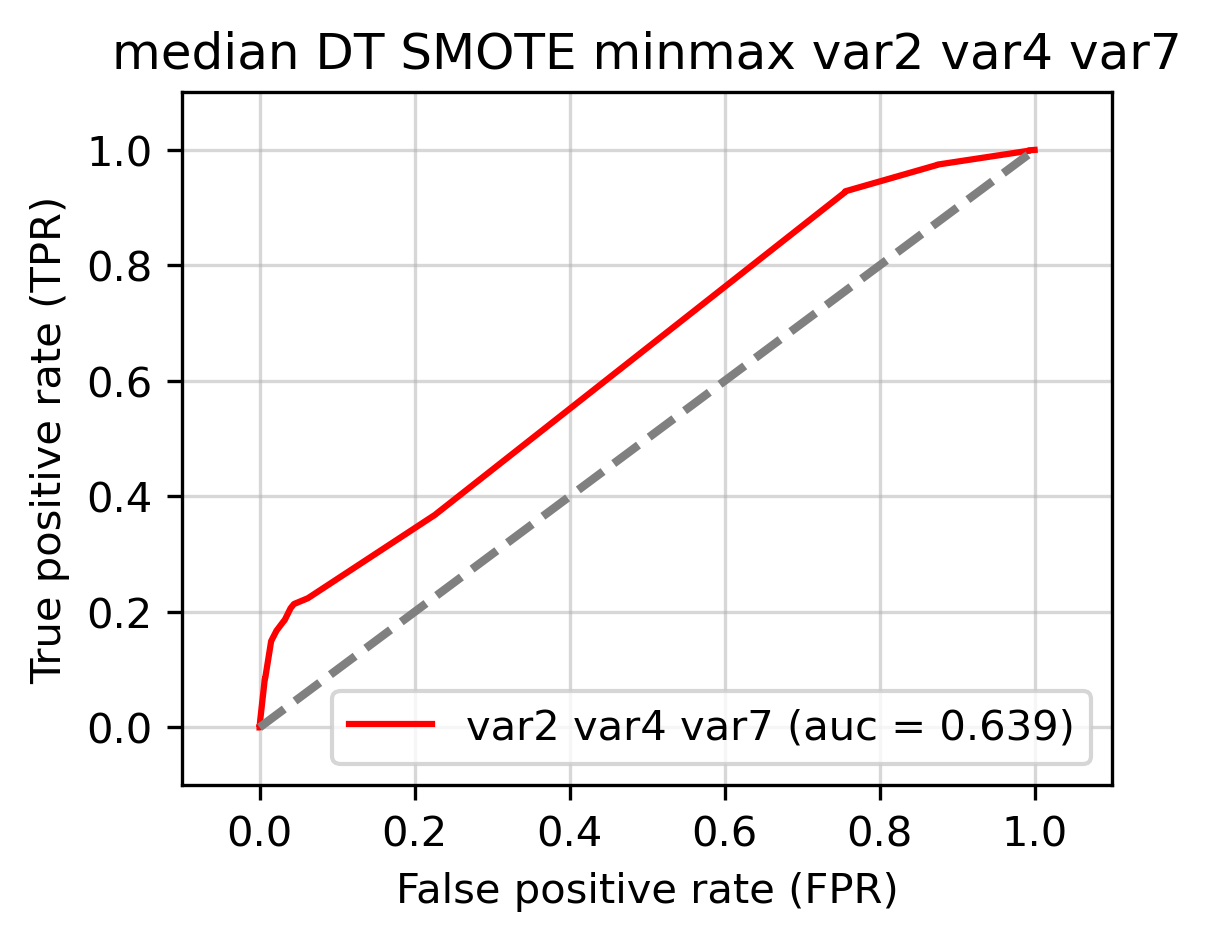 median DT SMOTE minmax var2 var4 var7
True positive rate (TPR)
1.0
0.8
0.6
0.4
0.2
0.0
var2 var4 var7 (auc = 0.639)
0.0 0.2 0.4 0.6 0.8 1.0
False positive rate (FPR)